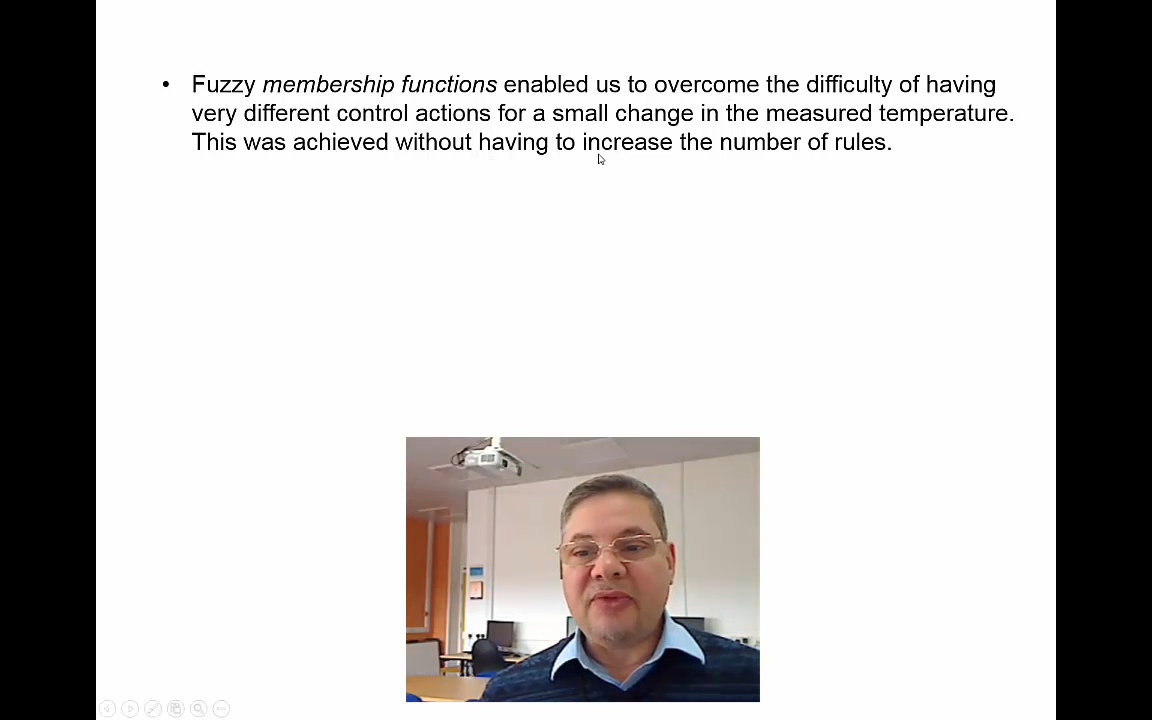 • Fuzzy membership functions enabled us to overcome the difficulty of having
very different control actions for a small change in the measured temperature.
This was achieved without having to increase the number of rules.